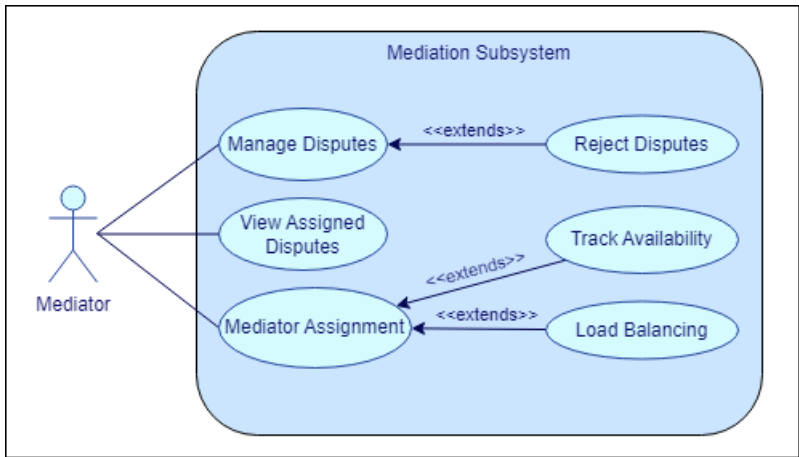 Mediation Subsystem
Manage Disputes
<<extends>>
Reject Disputes
View Assigned
Disputes
Track Availability
<<extends>>
Mediator
Mediator Assignment
<<extends>>
Load Balancing